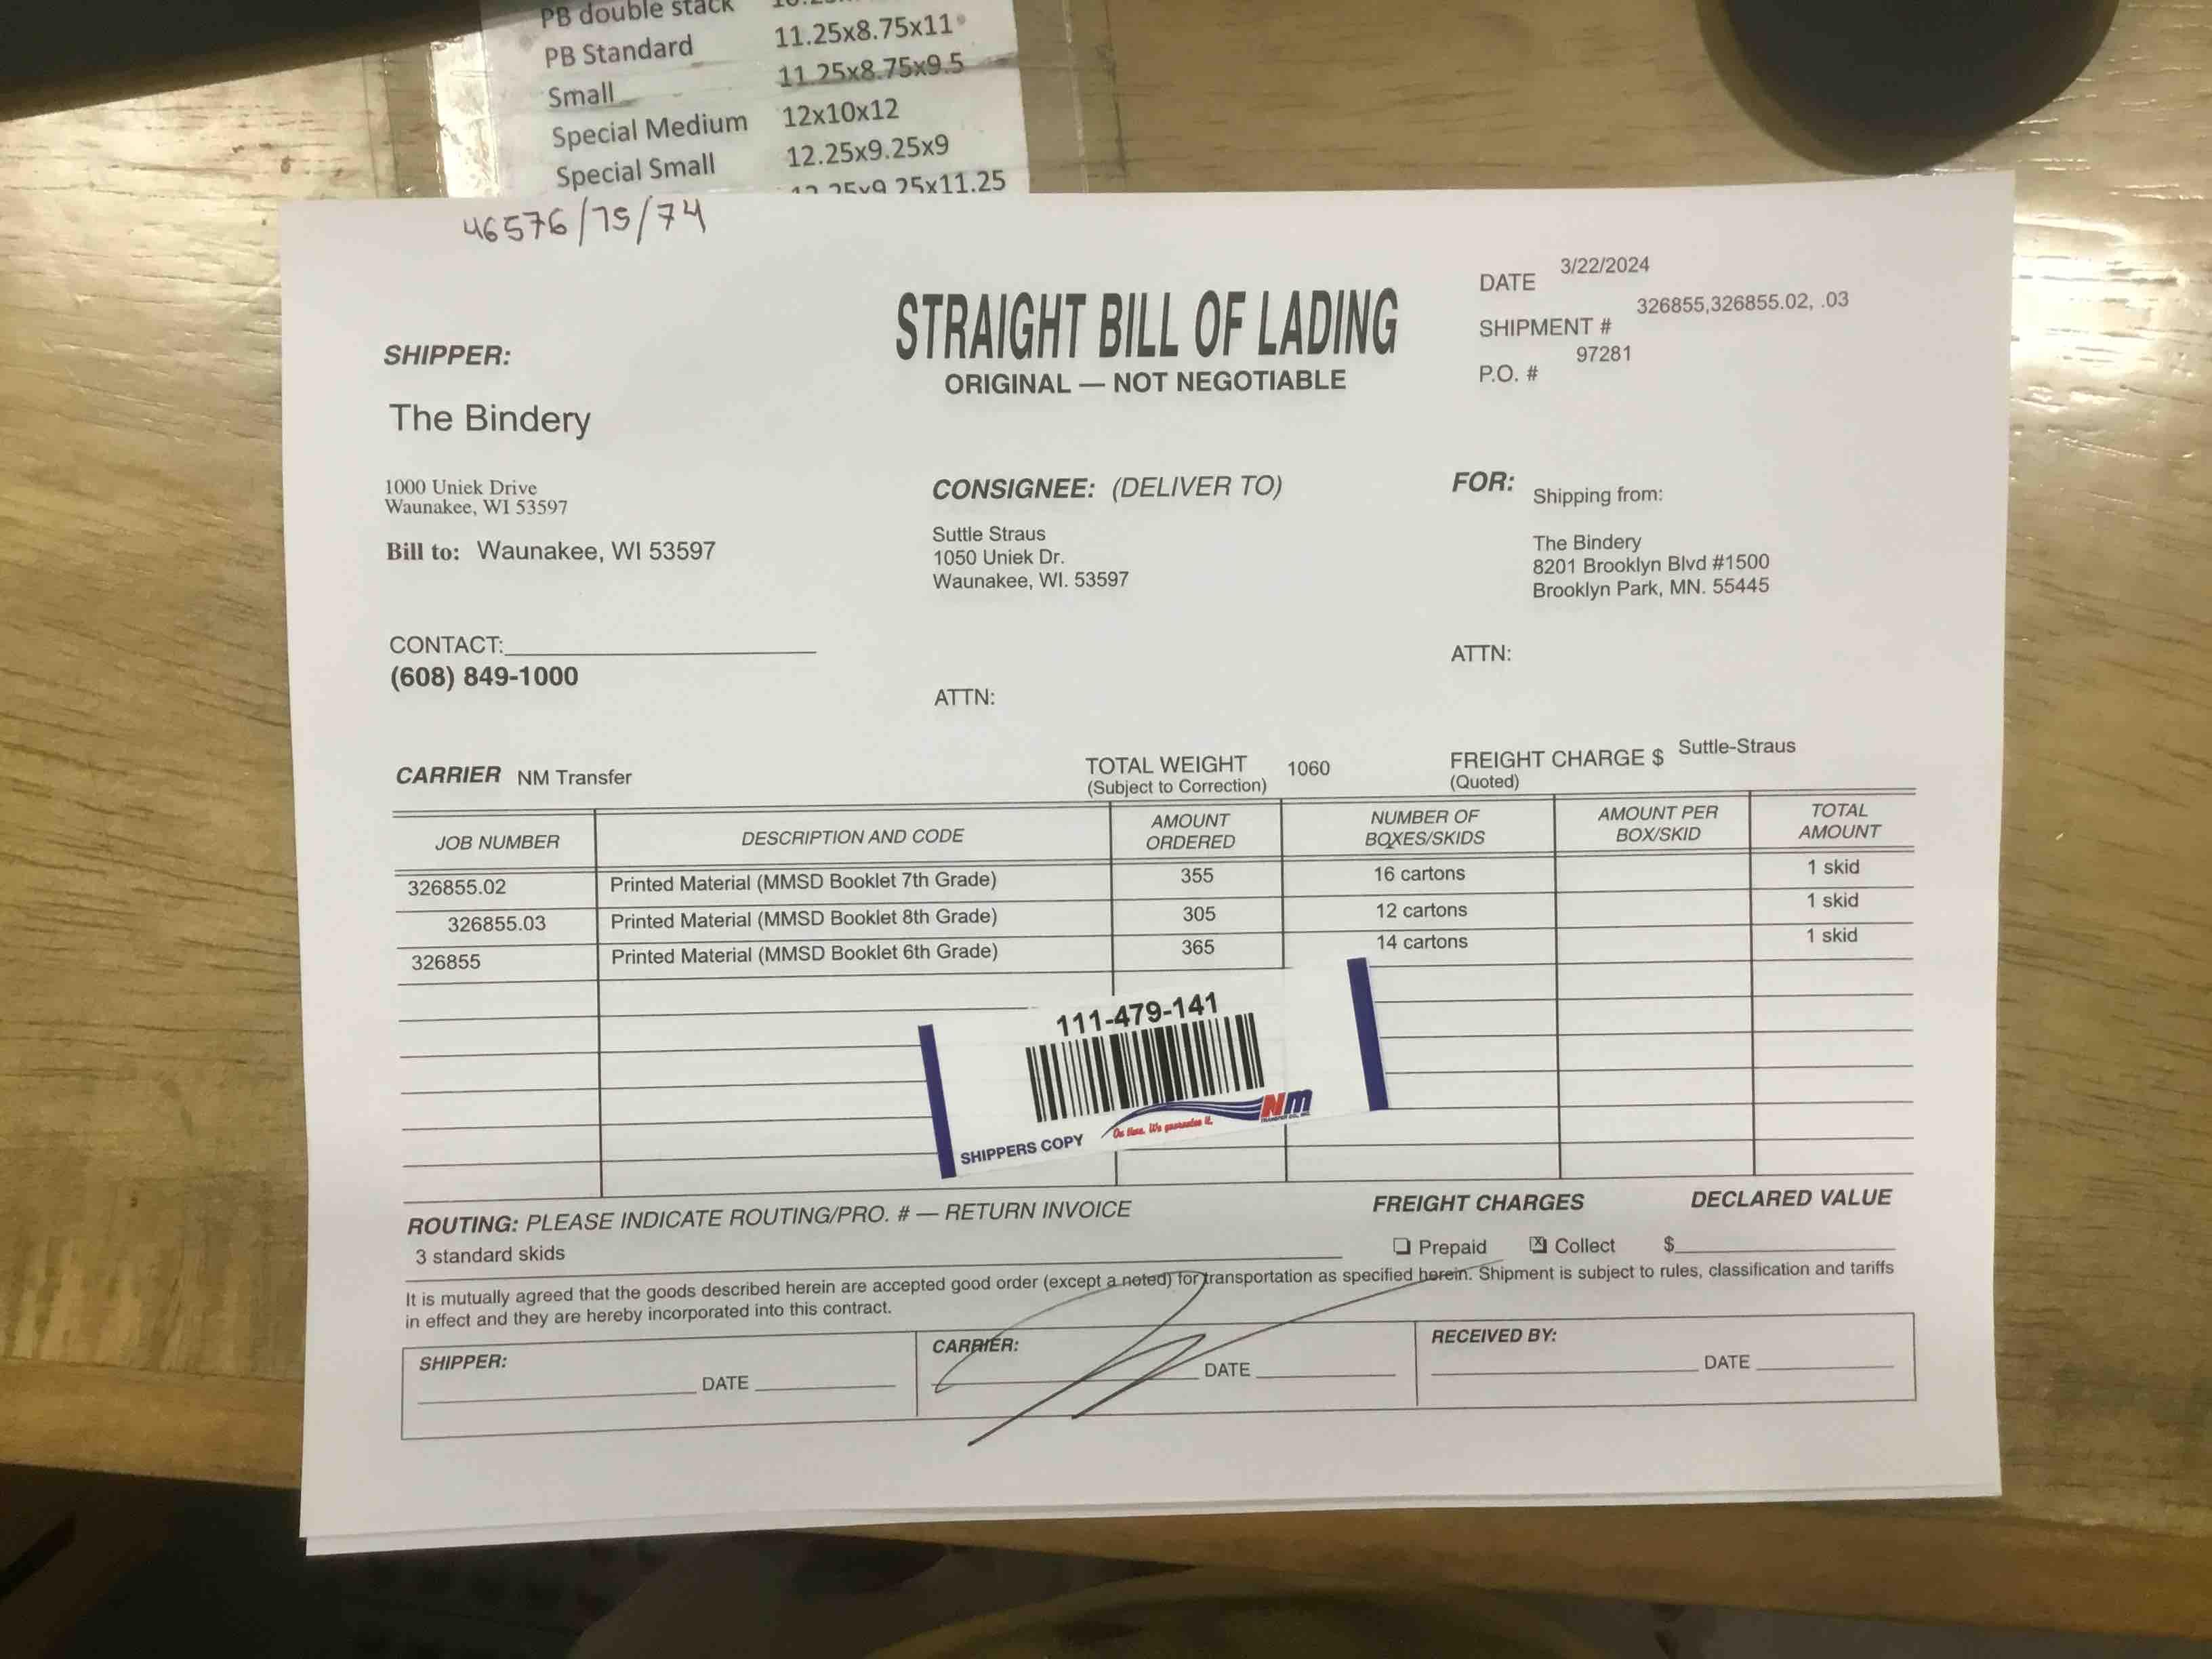 PB double stack
PB Standard 11.25x8.75x11
Small 11.25x8.75x9.5
Special Medium 12x10x12
Special Small 12.25x9.25x9
12.25x9.25x11.25
46576/75/74
STRAIGHT BILL OF LADING
ORIGINAL — NOT NEGOTIABLE
DATE 3/22/2024
SHIPMENT # 326855,326855.02, .03
P.O. # 97281
SHIPPER:
The Bindery
1000 Uniek Drive
Waunakee, WI 53597
Bill to: Waunakee, WI 53597
CONTACT:
(608) 849-1000
CONSIGNEE: (DELIVER TO)
Suttle Straus
1050 Uniek Dr.
Waunakee, WI. 53597
ATTN:
FOR: Shipping from:
The Bindery
8201 Brooklyn Blvd #1500
Brooklyn Park, MN. 55445
ATTN:
CARRIER NM Transfer
TOTAL WEIGHT 1060
(Subject to Correction)
FREIGHT CHARGE $ Suttle-Straus
(Quoted)
JOB NUMBER DESCRIPTION AND CODE AMOUNT ORDERED NUMBER OF BOXES/SKIDS AMOUNT PER BOX/SKID TOTAL AMOUNT
326855.02 Printed Material (MMSD Booklet 7th Grade) 355 16 cartons 1 skid
326855.03 Printed Material (MMSD Booklet 8th Grade) 305 12 cartons 1 skid
326855 Printed Material (MMSD Booklet 6th Grade) 365 14 cartons 1 skid
111-479-141
NM
On time. We guarantee it.
SHIPPERS COPY
ROUTING: PLEASE INDICATE ROUTING/PRO. # — RETURN INVOICE
3 standard skids
FREIGHT CHARGES DECLARED VALUE
Prepaid X Collect $
It is mutually agreed that the goods described herein are accepted good order (except a noted) for transportation as specified herein. Shipment is subject to rules, classification and tariffs
in effect and they are hereby incorporated into this contract.
SHIPPER: DATE
CARRIER: DATE
RECEIVED BY: DATE